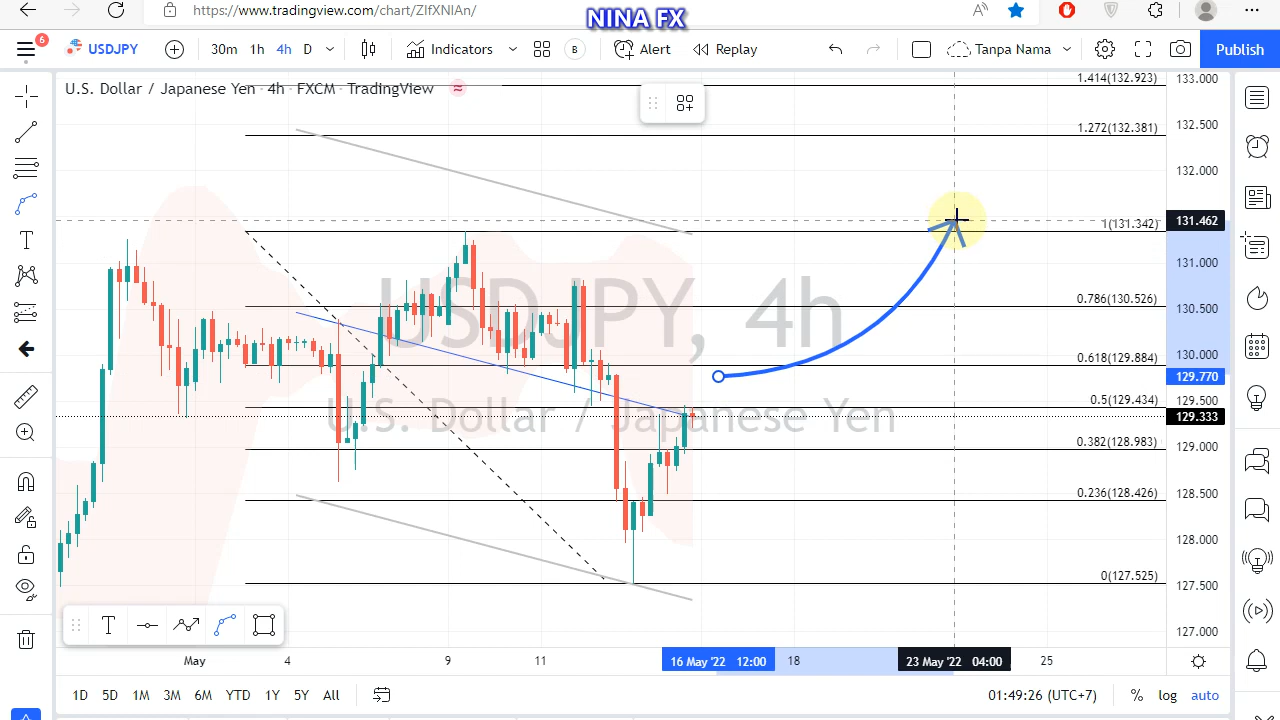 https://www.tradingview.com/chart/ZIfXNIAn/
NINA FX
6
USDJPY
30m 1h 4h D
Indicators
B
Alert
Replay
Tanpa Nama
Publish
U.S. Dollar / Japanese Yen · 4h · FXCM · TradingView
1.414(132.923)
1.272(132.381)
1(131.342)
0.786(130.526)
0.618(129.884)
0.5(129.434)
0.382(128.983)
0.236(128.426)
0(127.525)
USDJPY, 4h
U.S. Dollar / Japanese Yen
133.000
132.500
132.000
131.462
131.000
130.500
130.000
129.770
129.500
129.333
129.000
128.500
128.000
127.500
127.000
T
May 4 9 11 16 May '22 12:00 18 23 May '22 04:00 25
1D 5D 1M 3M 6M YTD 1Y 5Y All
01:49:26 (UTC+7)
% log auto